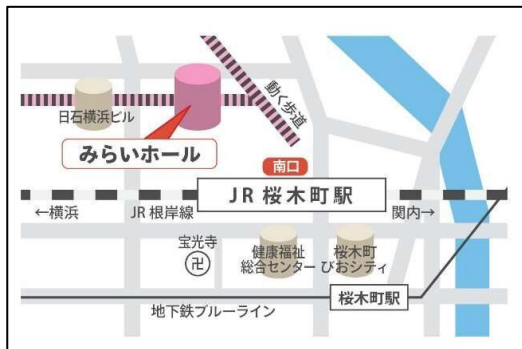 動く歩道
日石横浜ビル
みらいホール
南口
JR 桜木町駅
←横浜
JR 根岸線
関内→
宝光寺
卍
健康福祉
総合センター
桜木町
ぴおシティ
桜木町駅
地下鉄ブルーライン